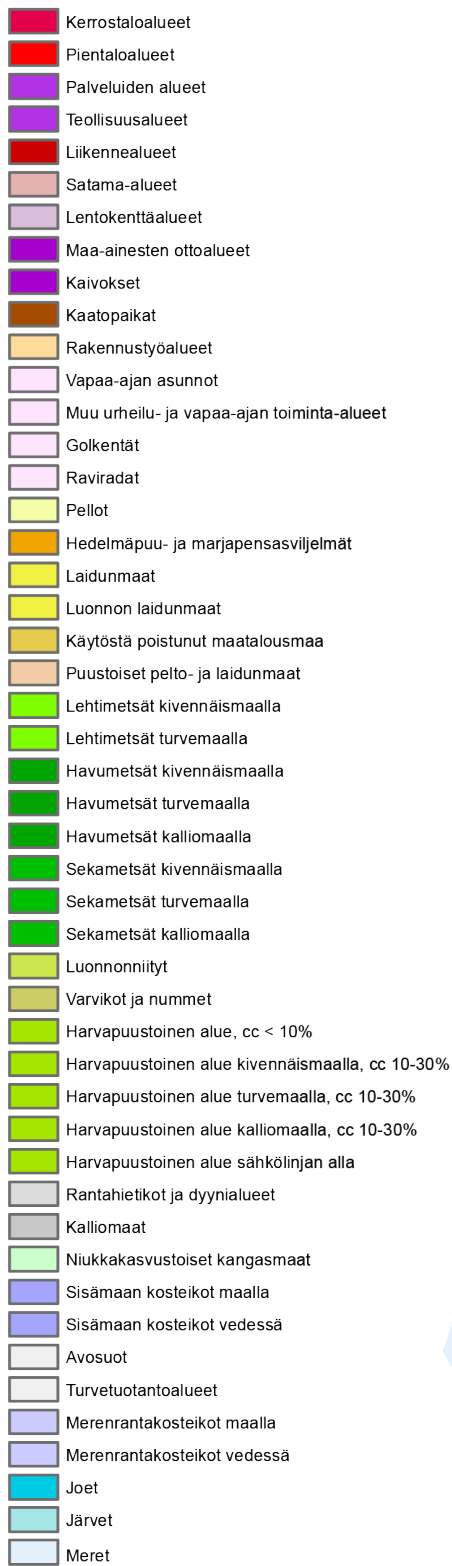 Kerrostaloalueet
Pientaloalueet
Palveluiden alueet
Teollisuusalueet
Liikennealueet
Satama-alueet
Lentokenttäalueet
Maa-ainesten ottoalueet
Kaivokset
Kaatopaikat
Rakennustyöalueet
Vapaa-ajan asunnot
Muu urheilu- ja vapaa-ajan toiminta-alueet
Golkentät
Raviradat
Pellot
Hedelmäpuu- ja marjapensasviljelmät
Laidunmaat
Luonnon laidunmaat
Käytöstä poistunut maatalousmaa
Puustoiset pelto- ja laidunmaat
Lehtimetsät kivennäismaalla
Lehtimetsät turvemaalla
Havumetsät kivennäismaalla
Havumetsät turvemaalla
Havumetsät kalliomaalla
Sekametsät kivennäismaalla
Sekametsät turvemaalla
Sekametsät kalliomaalla
Luonnonniityt
Varvikot ja nummet
Harvapuustoinen alue, cc < 10%
Harvapuustoinen alue kivennäismaalla, cc 10-30%
Harvapuustoinen alue turvemaalla, cc 10-30%
Harvapuustoinen alue kalliomaalla, cc 10-30%
Harvapuustoinen alue sähkölinjan alla
Rantahietikot ja dyynialueet
Kalliomaat
Niukkakasvustoiset kangasmaat
Sisämaan kosteikot maalla
Sisämaan kosteikot vedessä
Avosuot
Turvetuotantoalueet
Merenrantakosteikot maalla
Merenrantakosteikot vedessä
Joet
Järvet
Meret